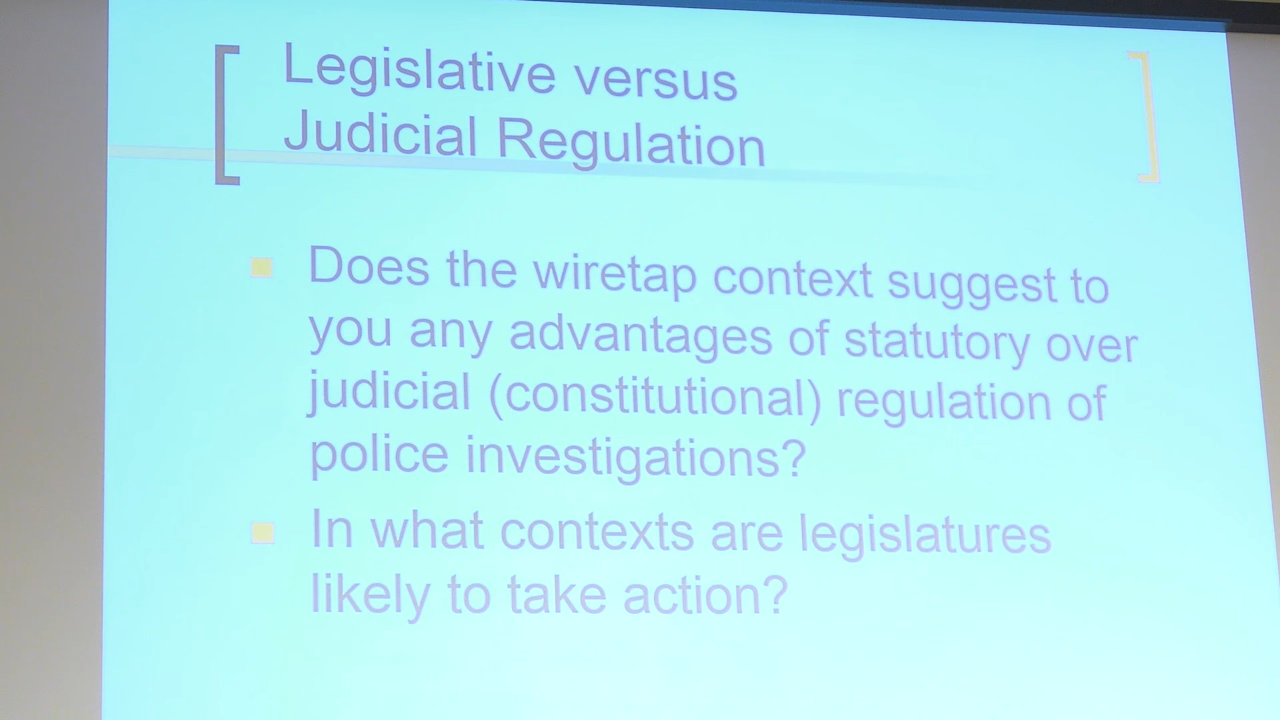 Legislative versus
Judicial Regulation
Does the wiretap context suggest to
you any advantages of statutory over
judicial (constitutional) regulation of
police investigations?
In what contexts are legislatures
likely to take action?